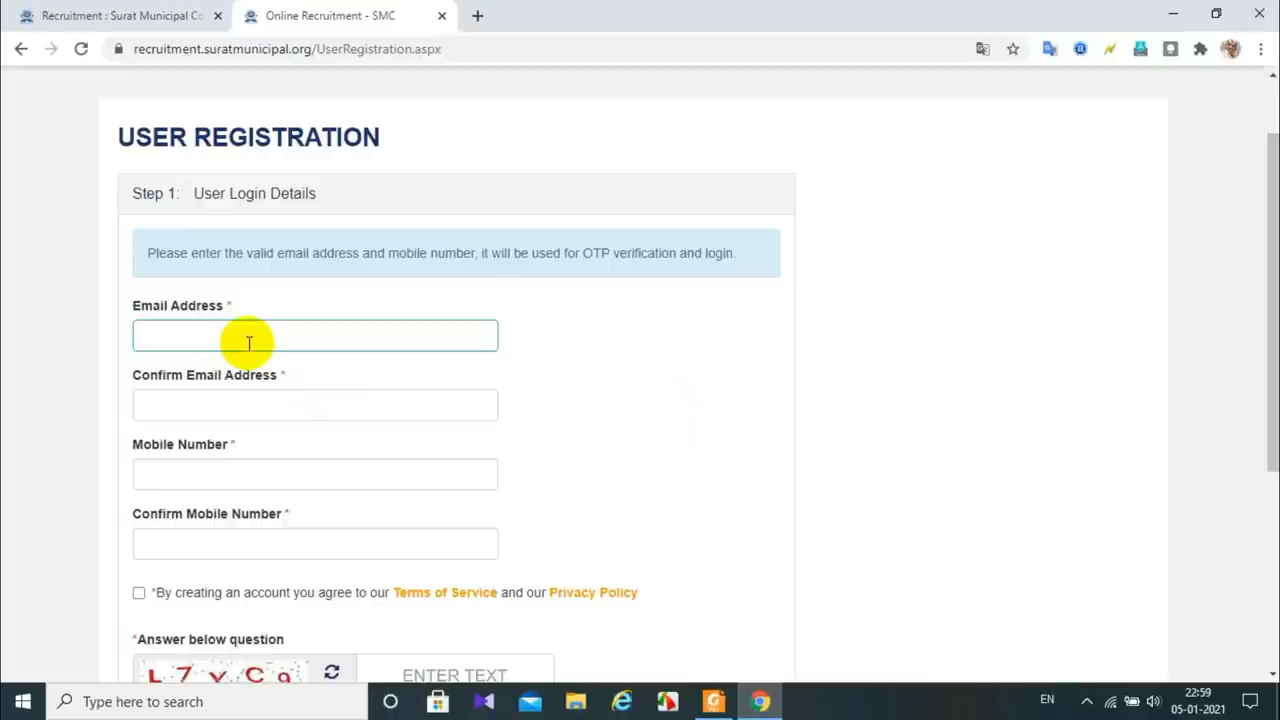 Recruitment : Surat Municipal Co
Online Recruitment - SMC
recruitment.suratmunicipal.org/UserRegistration.aspx
USER REGISTRATION
Step 1: User Login Details
Please enter the valid email address and mobile number, it will be used for OTP verification and login.
Email Address *
Confirm Email Address *
Mobile Number *
Confirm Mobile Number *
*By creating an account you agree to our Terms of Service and our Privacy Policy
*Answer below question
L 7 Y C 9
ENTER TEXT
Type here to search
EN
22:59
05-01-2021